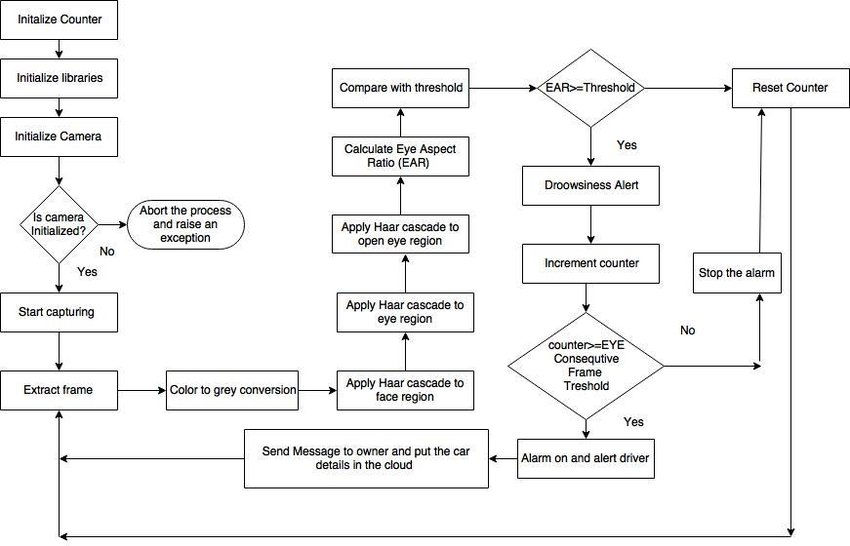 Initalize Counter
Initialize libraries
Initialize Camera
Is camera
Initialized?
No
Yes
Abort the process
and raise an
exception
Start capturing
Extract frame
Color to grey conversion
Apply Haar cascade to
face region
Apply Haar cascade to
eye region
Apply Haar cascade to
open eye region
Calculate Eye Aspect
Ratio (EAR)
Compare with threshold
EAR>=Threshold
Yes
Reset Counter
Droowsiness Alert
Increment counter
counter>=EYE
Consequtive
Frame
Treshold
No
Stop the alarm
Yes
Alarm on and alert driver
Send Message to owner and put the car
details in the cloud